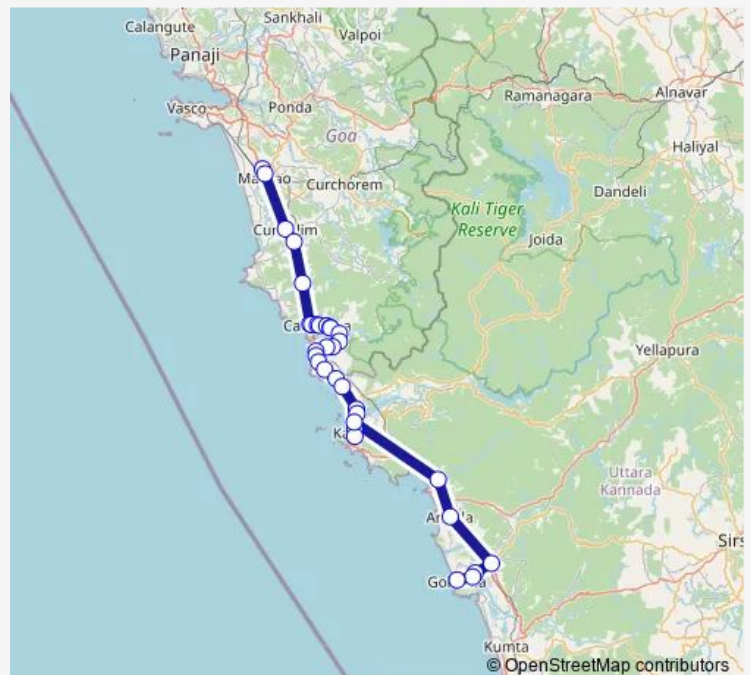 Calangute
Sankhali
Valpoi
Panaji
Vasco
Ponda
Ramanagara
Alnavar
Goa
Haliyal
Curchorem
Dandeli
Kali Tiger
Reserve
Joida
Yellapura
Uttara
Kannada
Sirs
Kumta
© OpenStreetMap contributors